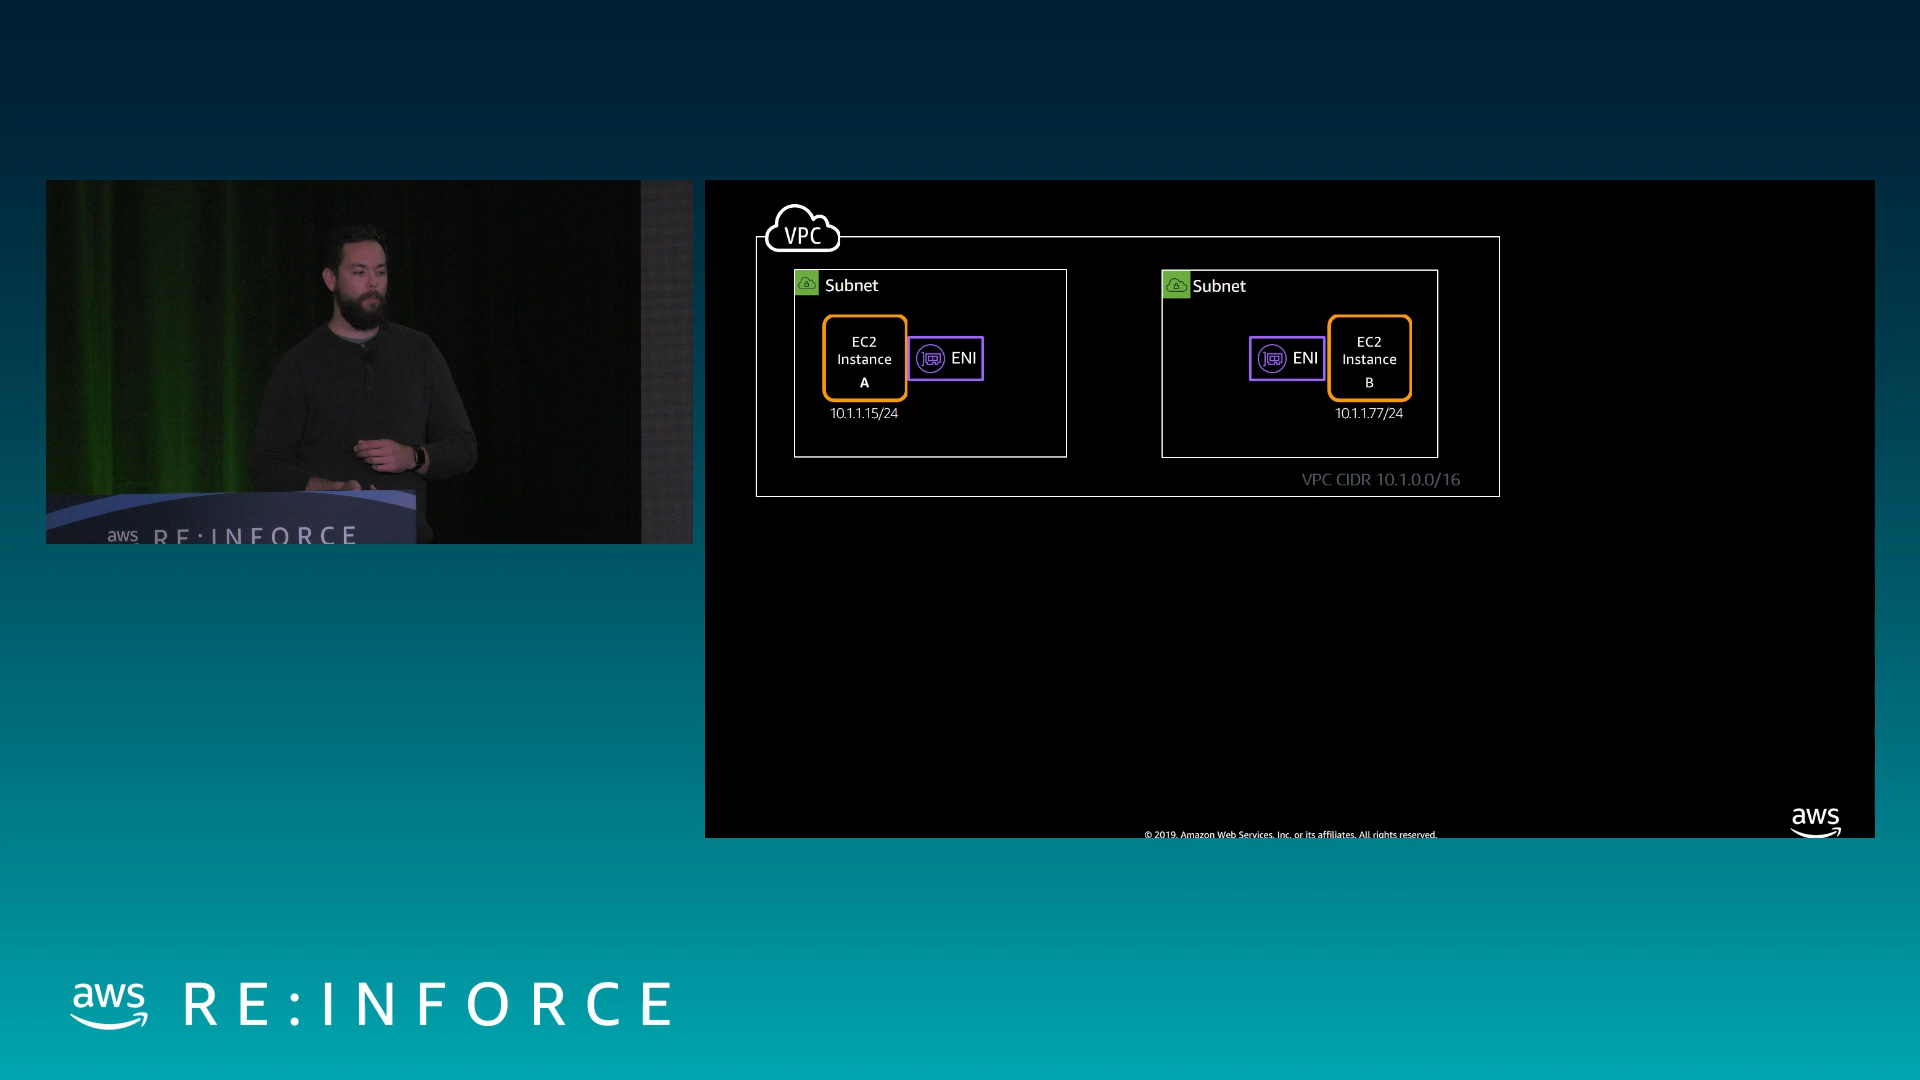 aws RE:INFORCE
VPC
Subnet
EC2
Instance
A
ENI
10.1.1.15/24
Subnet
ENI
EC2
Instance
B
10.1.1.77/24
VPC CIDR 10.1.0.0/16
© 2019, Amazon Web Services, Inc. or its affiliates. All rights reserved.
aws
aws RE:INFORCE